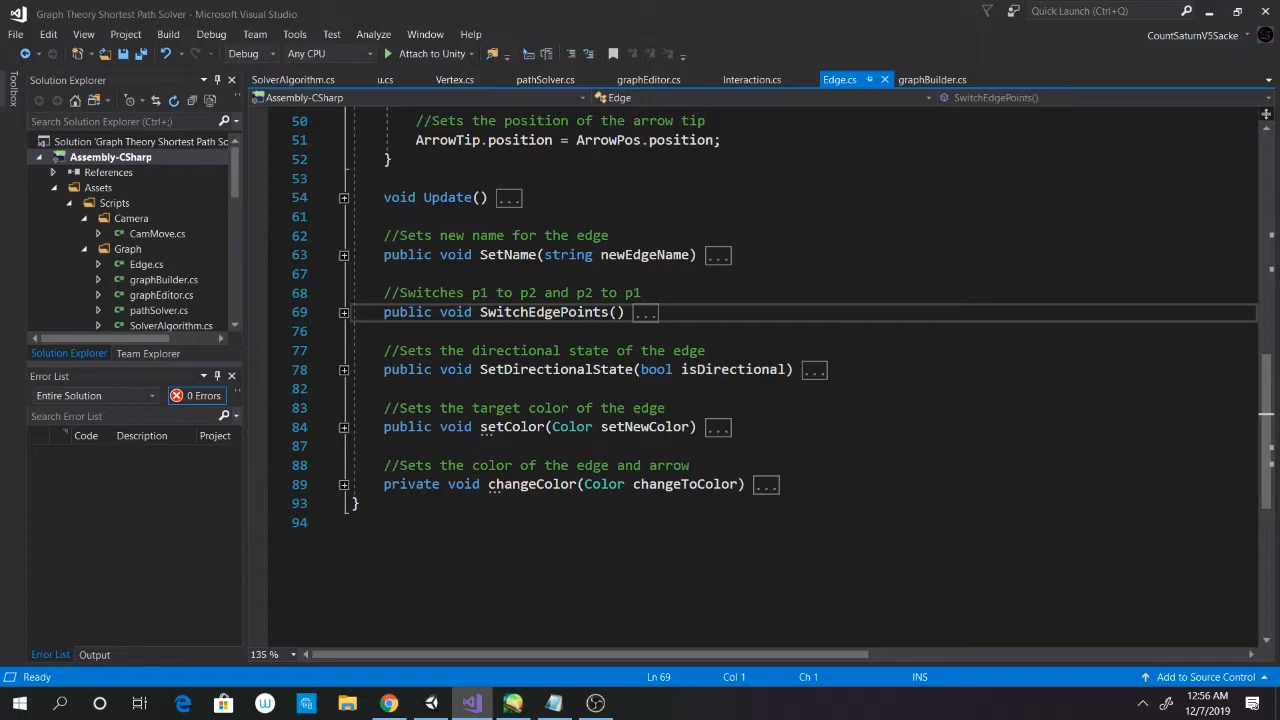 Graph Theory Shortest Path Solver - Microsoft Visual Studio
Quick Launch (Ctrl+;)
File Edit View Project Build Debug Team Tools Test Analyze Window Help
CountSaturnV5Sacke
Debug Any CPU Attach to Unity
Toolbox
Solution Explorer
Search Solution Explorer (Ctrl+;)
Solution 'Graph Theory Shortest Path So
Assembly-CSharp
References
Assets
Scripts
Camera
CamMove.cs
Graph
Edge.cs
graphBuilder.cs
graphEditor.cs
pathSolver.cs
SolverAlgorithm.cs
Solution Explorer Team Explorer
Error List
Entire Solution 0 Errors
Search Error List
Code Description Project
Error List Output
SolverAlgorithm.cs u.cs Vertex.cs pathSolver.cs graphEditor.cs Interaction.cs Edge.cs graphBuilder.cs
Assembly-CSharp Edge SwitchEdgePoints()
50 //Sets the position of the arrow tip
51 ArrowTip.position = ArrowPos.position;
52 }
53
54 void Update() ...
61
62 //Sets new name for the edge
63 public void SetName(string newEdgeName) ...
67
68 //Switches p1 to p2 and p2 to p1
69 public void SwitchEdgePoints() ...
76
77 //Sets the directional state of the edge
78 public void SetDirectionalState(bool isDirectional) ...
82
83 //Sets the target color of the edge
84 public void setColor(Color setNewColor) ...
87
88 //Sets the color of the edge and arrow
89 private void changeColor(Color changeToColor) ...
93 }
94
135 %
Ready Ln 69 Col 1 Ch 1 INS Add to Source Control
12:56 AM
12/7/2019